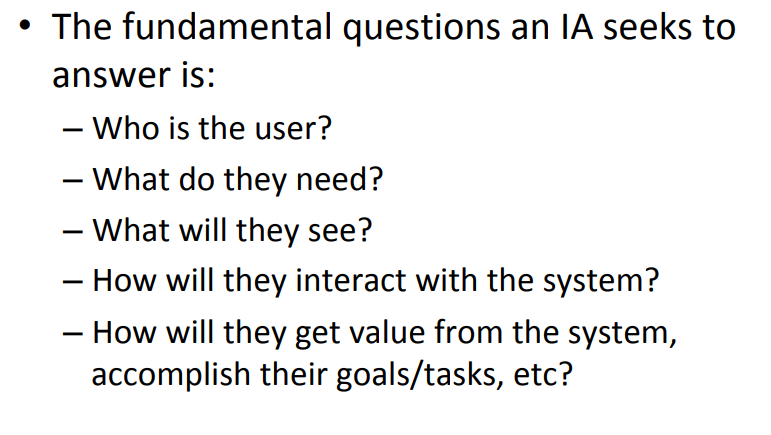 • The fundamental questions an IA seeks to
answer is:
– Who is the user?
– What do they need?
– What will they see?
– How will they interact with the system?
– How will they get value from the system,
accomplish their goals/tasks, etc?